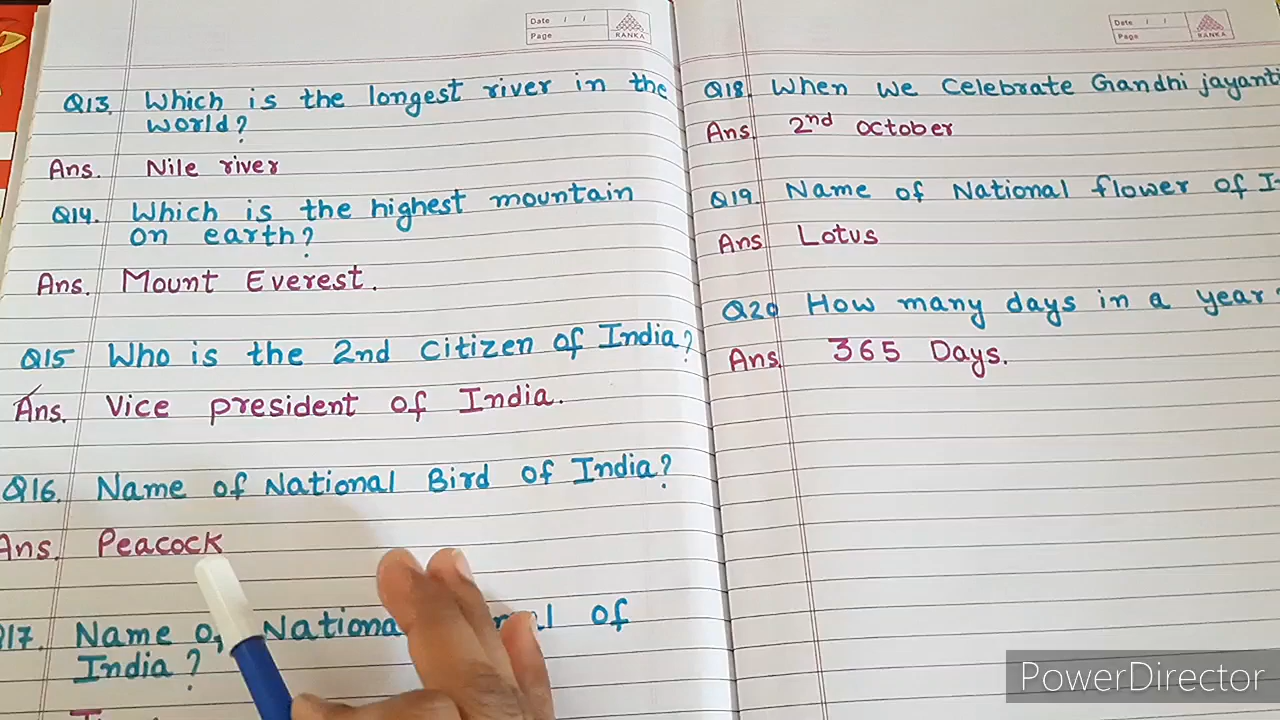 Date / /
Page
RANKA
Q13. Which is the longest river in the
world?
Ans. Nile river
Q14. Which is the highest mountain
on earth?
Ans. Mount Everest.
Q15 Who is the 2nd citizen of India?
Ans. Vice president of India.
Q16. Name of National Bird of India?
Ans. Peacock
17. Name of National of
India?
Date / /
Page
RANKA
Q18. When we celebrate Gandhi jayanti
Ans 2nd october
Q19. Name of National flower of
Ans Lotus
Q20 How many days in a year
Ans. 365 Days.
PowerDirector